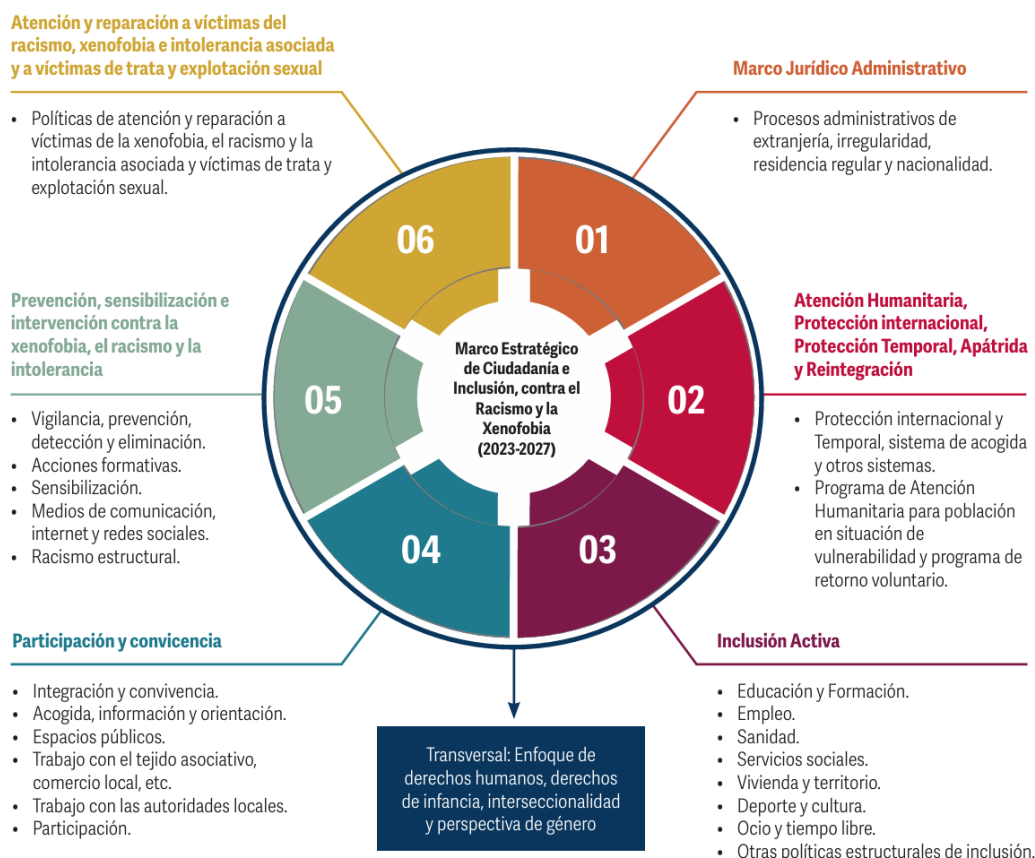 Atención y reparación a víctimas del
racismo, xenofobia e intolerancia asociada
y a víctimas de trata y explotación sexual
• Políticas de atención y reparación a
víctimas de la xenofobia, el racismo y la
intolerancia asociada y víctimas de trata y
explotación sexual.
Marco Jurídico Administrativo
• Procesos administrativos de
extranjería, irregularidad,
residencia regular y nacionalidad.
06
01
Prevención, sensibilización e
intervención contra la
xenofobia, el racismo y la
intolerancia
• Vigilancia, prevención,
detección y eliminación.
• Acciones formativas.
• Sensibilización.
• Medios de comunicación,
internet y redes sociales.
• Racismo estructural.
05
Marco Estratégico
de Ciudadanía e
Inclusión, contra el
Racismo y la
Xenofobia
(2023-2027)
02
Atención Humanitaria,
Protección internacional,
Protección Temporal, Apátrida
y Reintegración
• Protección internacional y
Temporal, sistema de acogida
y otros sistemas.
• Programa de Atención
Humanitaria para población
en situación de
vulnerabilidad y programa de
retorno voluntario.
04
03
Participación y convicencia
• Integración y convivencia.
• Acogida, información y orientación.
• Espacios públicos.
• Trabajo con el tejido asociativo,
comercio local, etc.
• Trabajo con las autoridades locales.
• Participación.
Transversal: Enfoque de
derechos humanos, derechos
de infancia, interseccionalidad
y perspectiva de género
Inclusión Activa
• Educación y Formación.
• Empleo.
• Sanidad.
• Servicios sociales.
• Vivienda y territorio.
• Deporte y cultura.
• Ocio y tiempo libre.
• Otras políticas estructurales de inclusión.